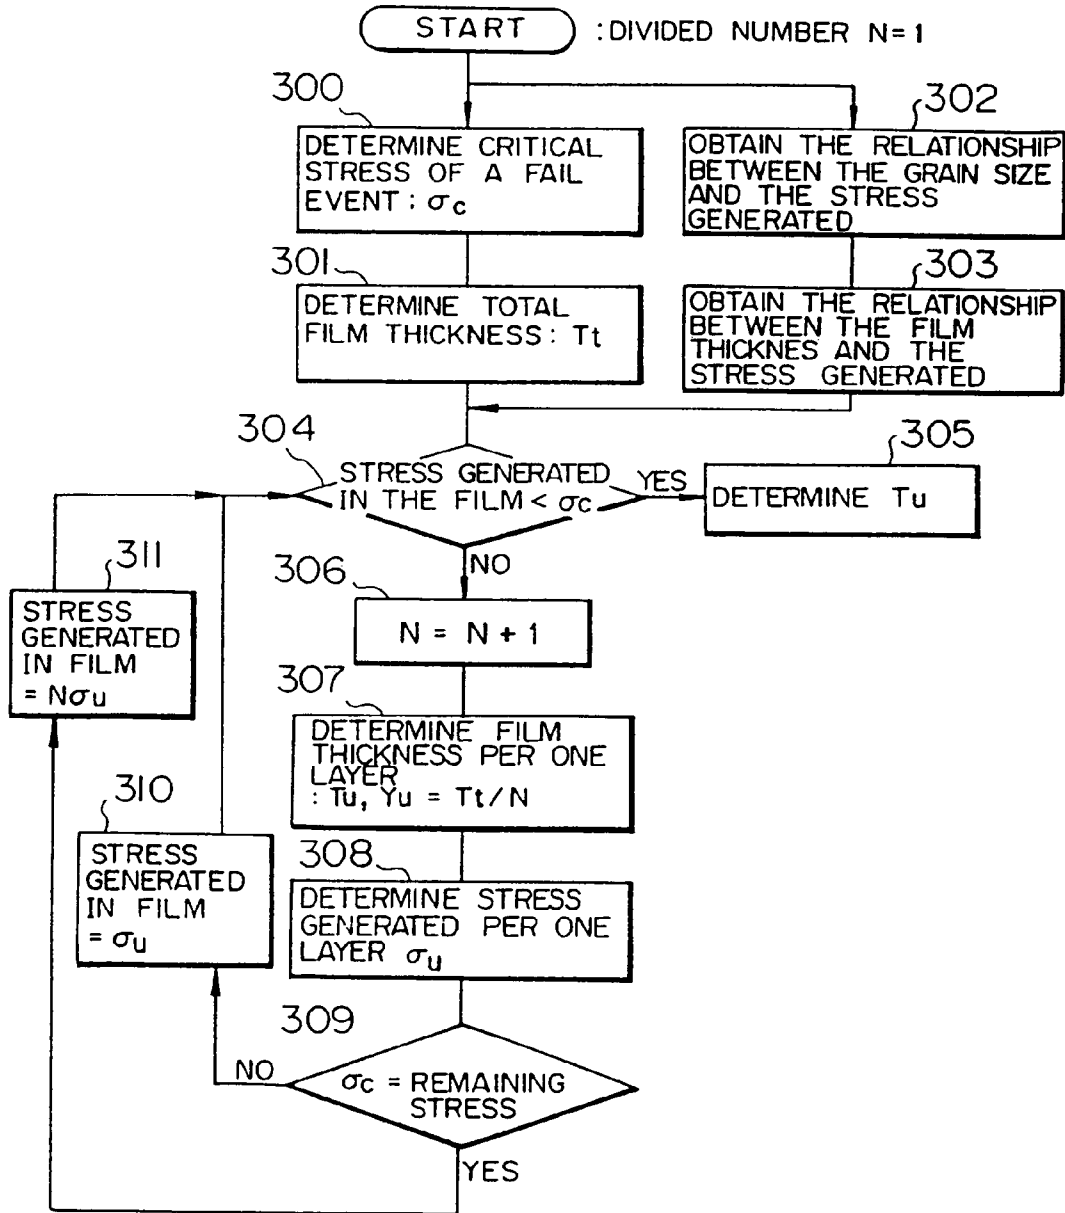 START
: DIVIDED NUMBER N=1
300
DETERMINE CRITICAL
STRESS OF A FAIL
EVENT : σc
302
OBTAIN THE RELATIONSHIP
BETWEEN THE GRAIN SIZE
AND THE STRESS
GENERATED
301
DETERMINE TOTAL
FILM THICKNESS : Tt
303
OBTAIN THE RELATIONSHIP
BETWEEN THE FILM
THICKNES AND THE
STRESS GENERATED
304
STRESS GENERATED
IN THE FILM < σc
YES
305
DETERMINE Tu
NO
306
N = N + 1
311
STRESS
GENERATED
IN FILM
= Nσu
307
DETERMINE FILM
THICKNESS PER ONE
LAYER
: Tu, Yu = Tt/N
310
STRESS
GENERATED
IN FILM
= σu
308
DETERMINE STRESS
GENERATED PER ONE
LAYER σu
309
NO
σc = REMAINING
STRESS
YES